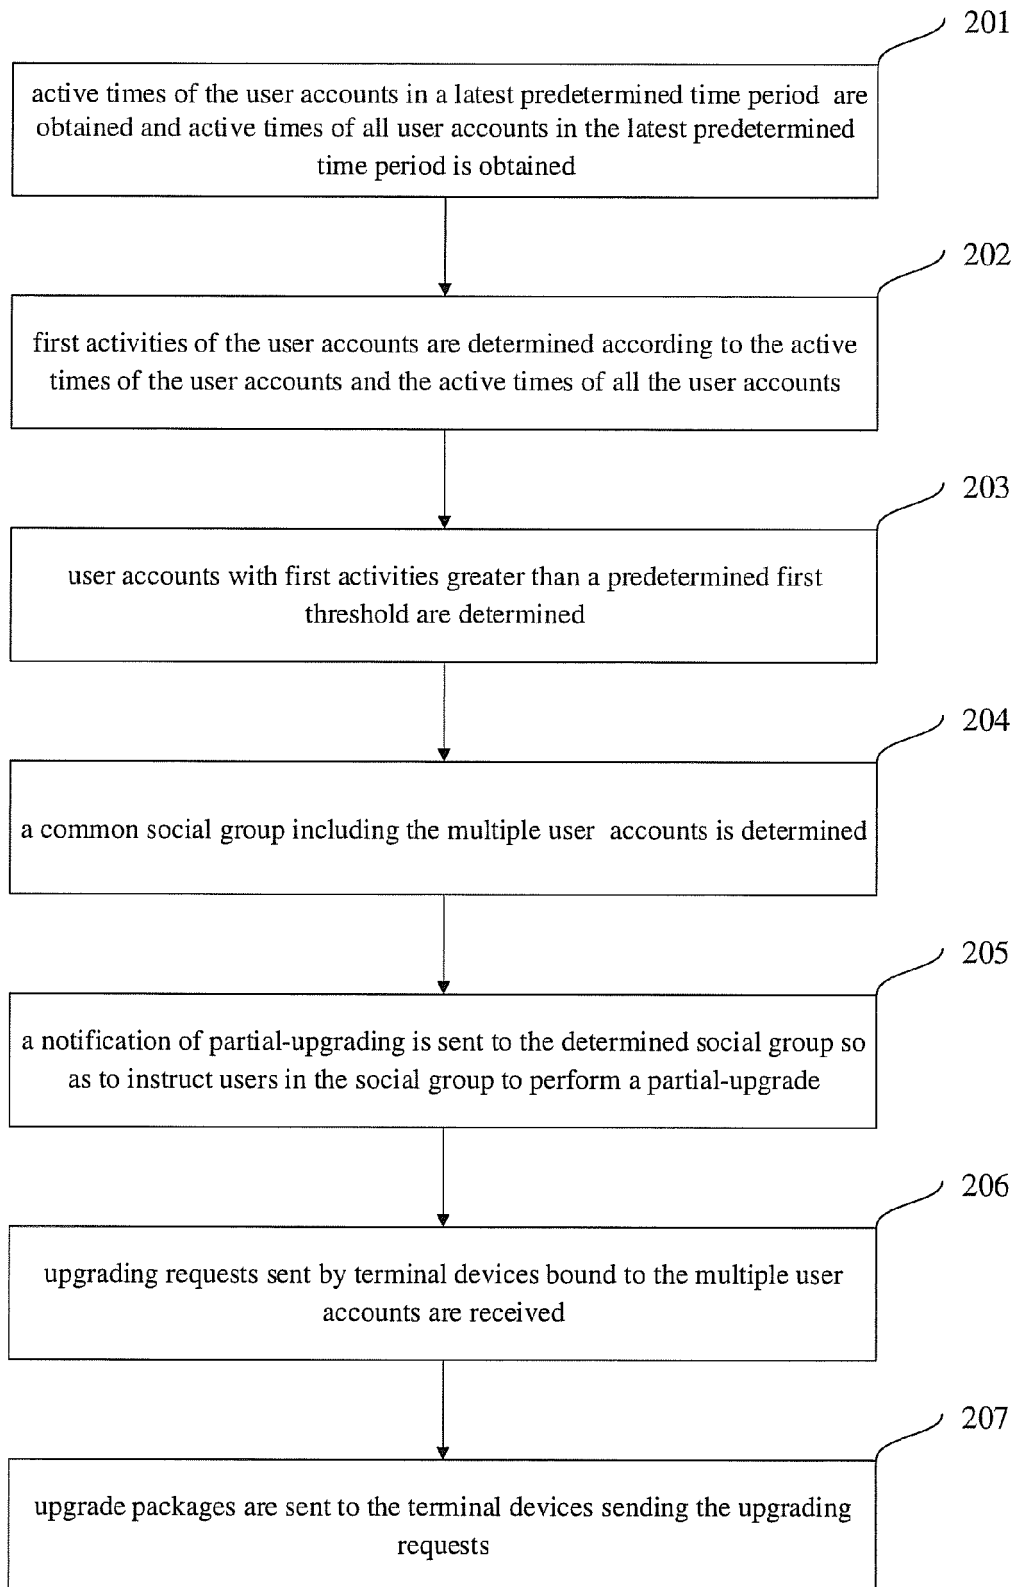 201
active times of the user accounts in a latest predetermined time period are
obtained and active times of all user accounts in the latest predetermined
time period is obtained
202
first activities of the user accounts are determined according to the active
times of the user accounts and the active times of all the user accounts
203
user accounts with first activities greater than a predetermined first
threshold are determined
204
a common social group including the multiple user accounts is determined
205
a notification of partial-upgrading is sent to the determined social group so
as to instruct users in the social group to perform a partial-upgrade
206
upgrading requests sent by terminal devices bound to the multiple user
accounts are received
207
upgrade packages are sent to the terminal devices sending the upgrading
requests